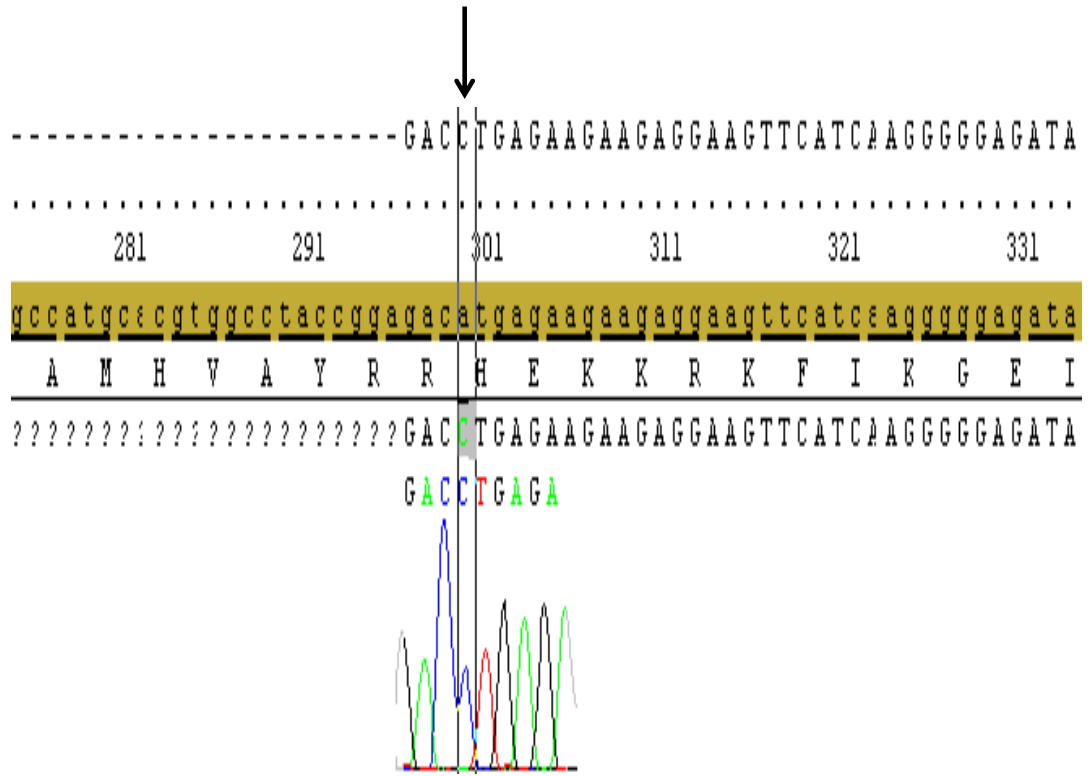 ----------------------GACCTGAGAAGAAGAGGAAGTTCATCAAGGGGGAGATA
............................................................
281 291 301 311 321 331
gccatgcacgtggcctaccggagacatgagaagaagaggaagttcatcaagggggagata
A M H V A Y R R H E K K R K F I K G E I
??????????????????????GACCTGAGAAGAAGAGGAAGTTCATCAAGGGGGAGATA
GACCTGAGA